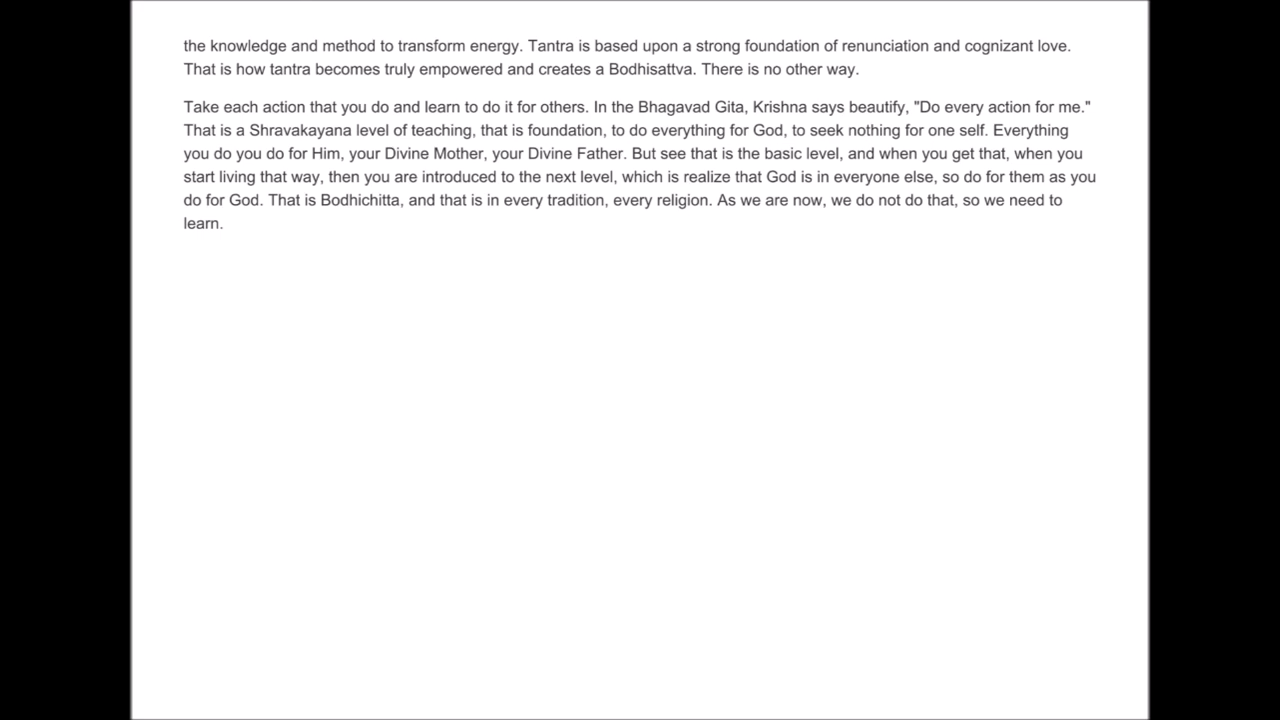 the knowledge and method to transform energy. Tantra is based upon a strong foundation of renunciation and cognizant love.
That is how tantra becomes truly empowered and creates a Bodhisattva. There is no other way.
Take each action that you do and learn to do it for others. In the Bhagavad Gita, Krishna says beautify, "Do every action for me."
That is a Shravakayana level of teaching, that is foundation, to do everything for God, to seek nothing for one self. Everything
you do you do for Him, your Divine Mother, your Divine Father. But see that is the basic level, and when you get that, when you
start living that way, then you are introduced to the next level, which is realize that God is in everyone else, so do for them as you
do for God. That is Bodhichitta, and that is in every tradition, every religion. As we are now, we do not do that, so we need to
learn.